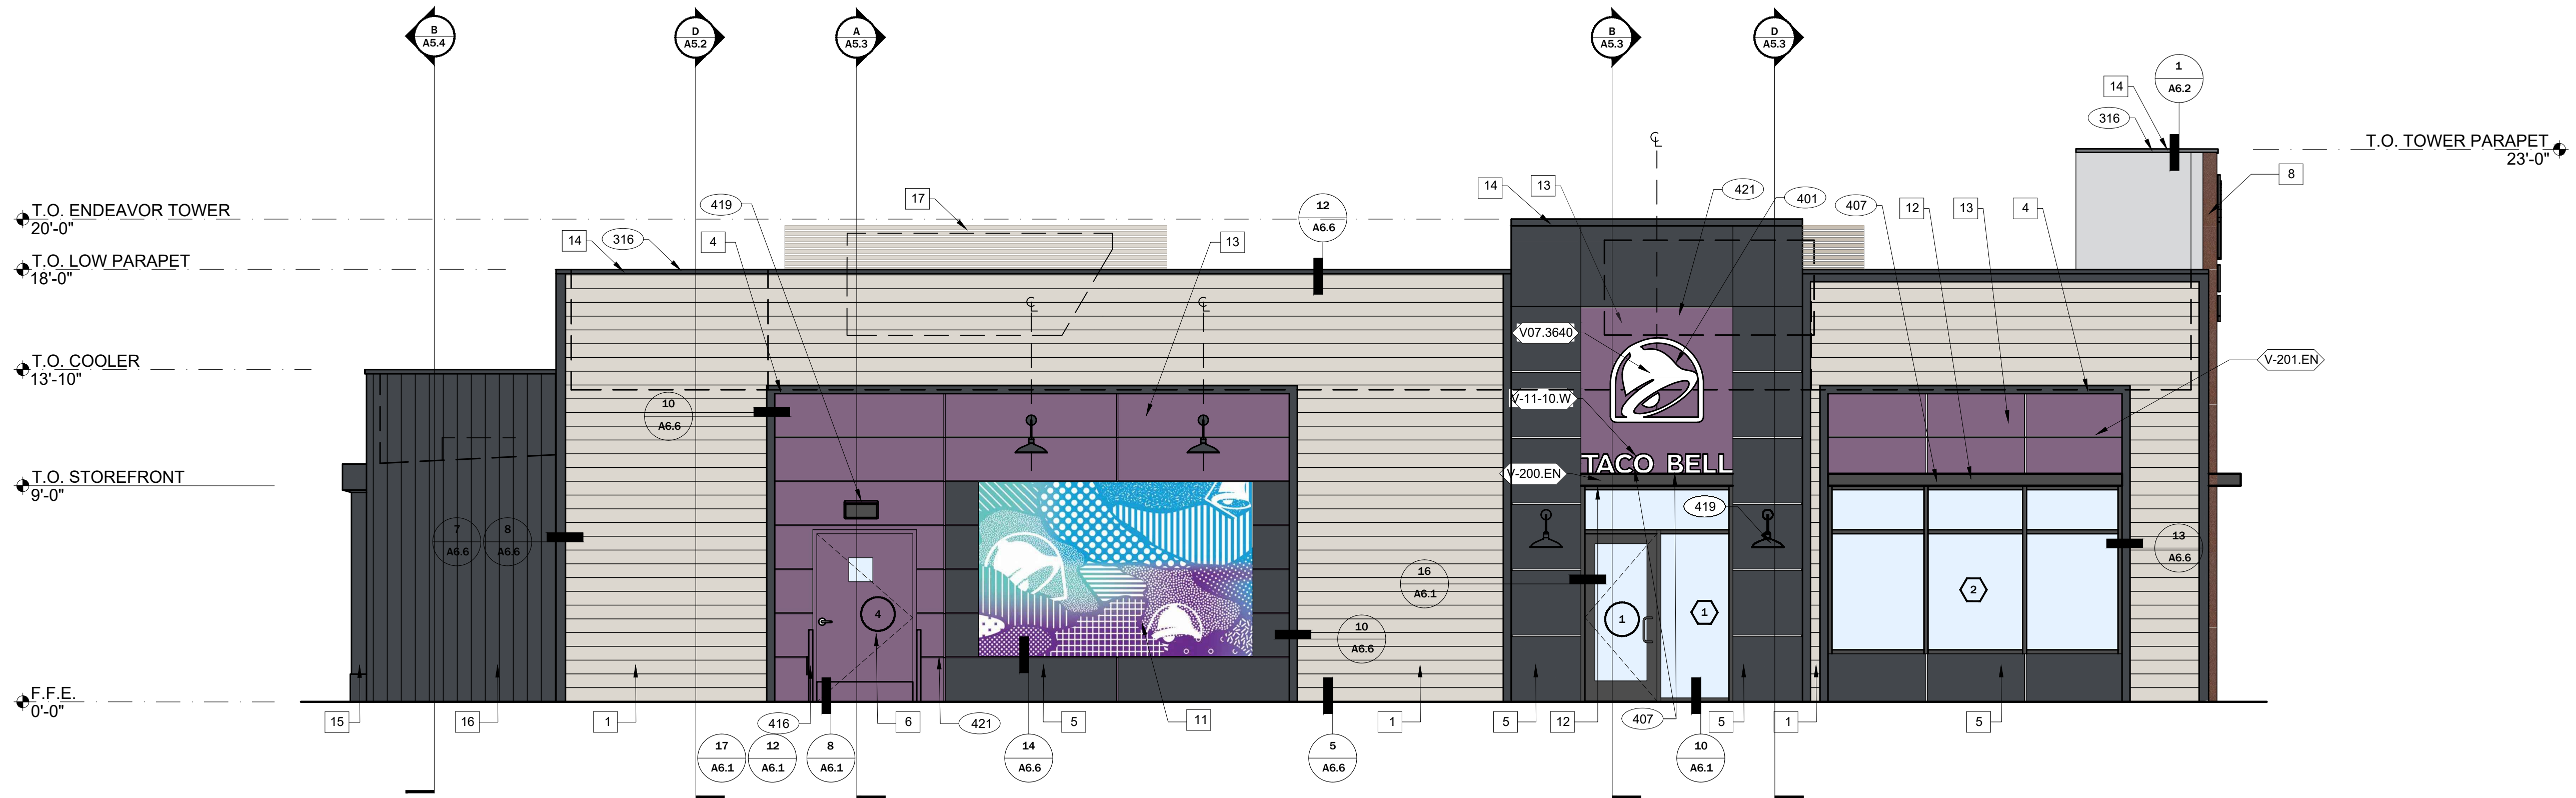 B
A5.4
D
A5.2
A
A5.3
B
A5.3
D
A5.3
1
A6.2
14
316
T.O. TOWER PARAPET
23'-0"
8
T.O. ENDEAVOR TOWER
20'-0"
419
17
12
A6.6
14
13
421
401
407
12
13
4
14
316
4
13
T.O. LOW PARAPET
18'-0"
V07.3640
T.O. COOLER
13'-10"
V-201.EN
10
A6.6
V-11-10.W
TACO BELL
T.O. STOREFRONT
9'-0"
V-200.EN
419
7
A6.6
8
A6.6
13
A6.6
16
A6.1
2
4
1
1
10
A6.6
F.F.E.
0'-0"
15
16
1
416
6
421
5
11
1
5
12
407
5
1
5
17
A6.1
12
A6.1
8
A6.1
14
A6.6
5
A6.6
10
A6.1